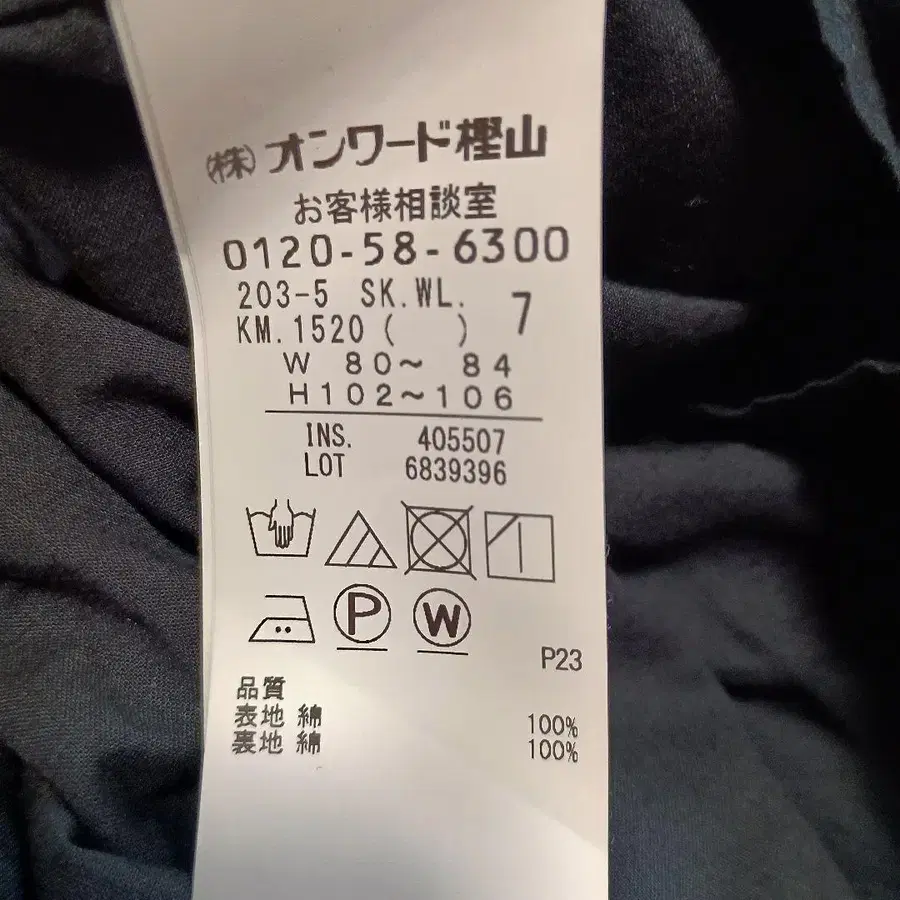 (株)オンワード樫山
お客様相談室
0120-58-6300
203-5 SK.WL. 7
KM.1520( )
W 80～ 84
H102～106
INS. 405507
LOT 6839396
P W
P23
品質
表地 綿 100%
裏地 綿 100%